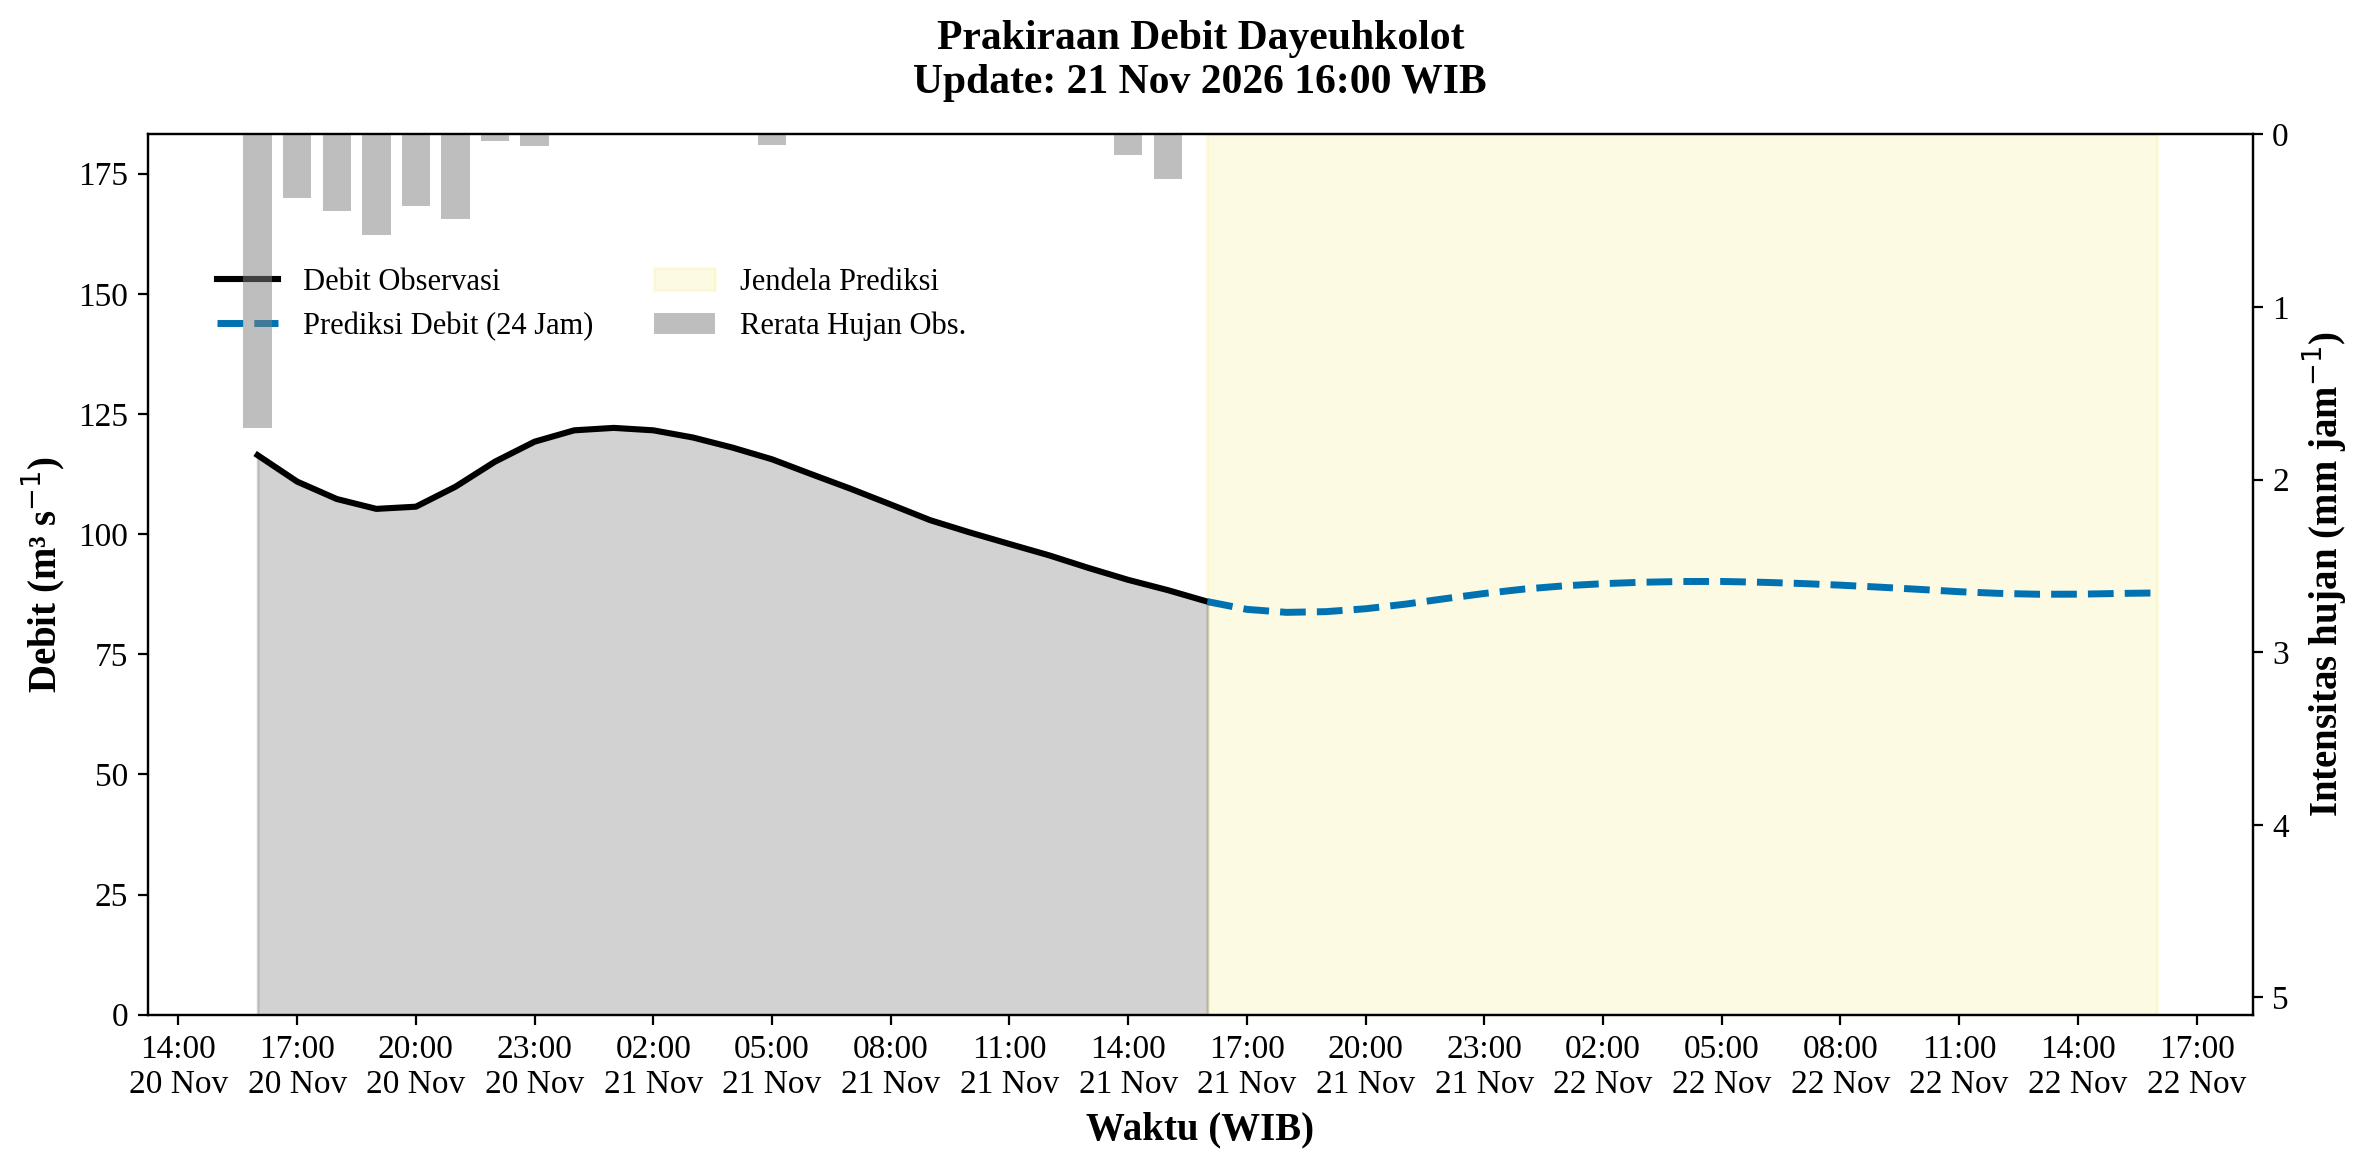 Prakiraan Debit Dayeuhkolot
Update: 21 Nov 2026 16:00 WIB
Debit (m³ s⁻¹)
175
150
125
100
75
50
25
0
Debit Observasi
Prediksi Debit (24 Jam)
Jendela Prediksi
Rerata Hujan Obs.
0
1
2
3
4
5
Intensitas hujan (mm jam⁻¹)
14:00 17:00 20:00 23:00 02:00 05:00 08:00 11:00 14:00 17:00 20:00 23:00 02:00 05:00 08:00 11:00 14:00 17:00
20 Nov 20 Nov 20 Nov 20 Nov 21 Nov 21 Nov 21 Nov 21 Nov 21 Nov 21 Nov 21 Nov 21 Nov 22 Nov 22 Nov 22 Nov 22 Nov 22 Nov 22 Nov
Waktu (WIB)